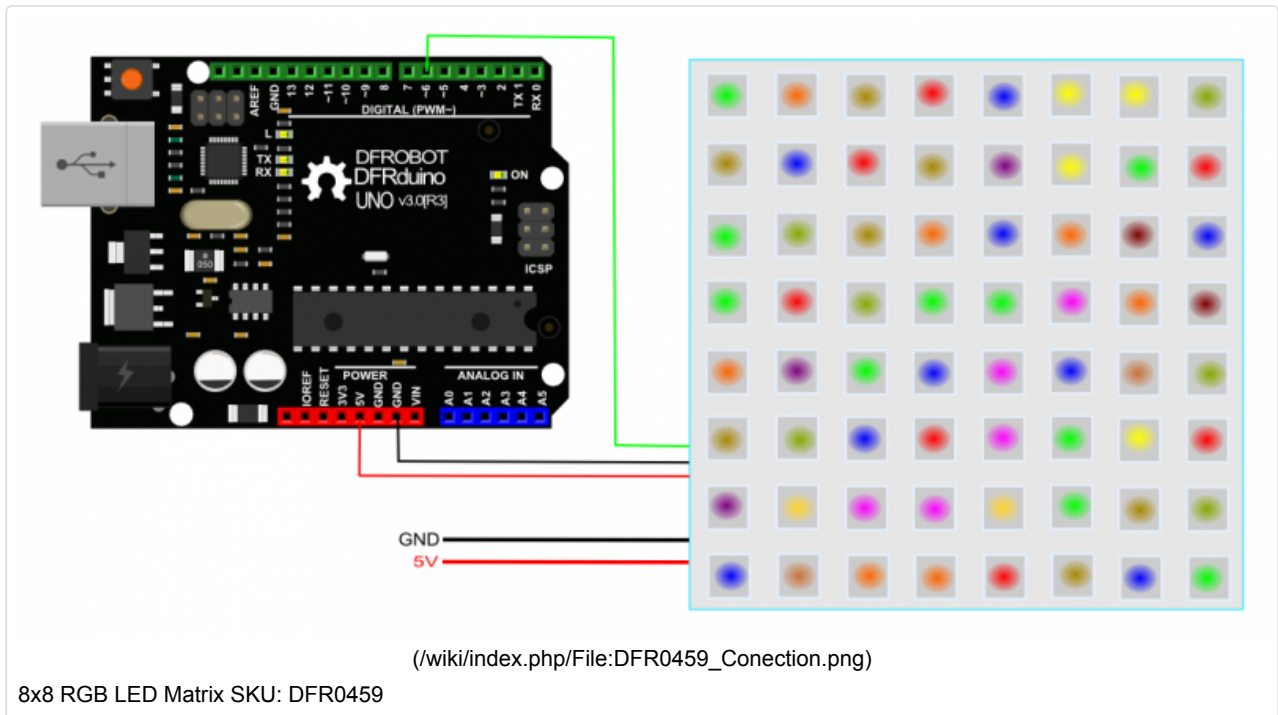 AREF
GND
13
12
~11
~10
~9
8
7
~6
~5
4
~3
2
TX 1
RX 0
DIGITAL (PWM~)
L
TX
RX
DFROBOT
DFRduino
UNO v3.0[R3]
ON
ICSP
050
POWER
ANALOG IN
IOREF
RESET
3V3
5V
GND
GND
VIN
A0
A1
A2
A3
A4
A5
GND
5V
(/wiki/index.php/File:DFR0459_Conection.png)
8x8 RGB LED Matrix SKU: DFR0459